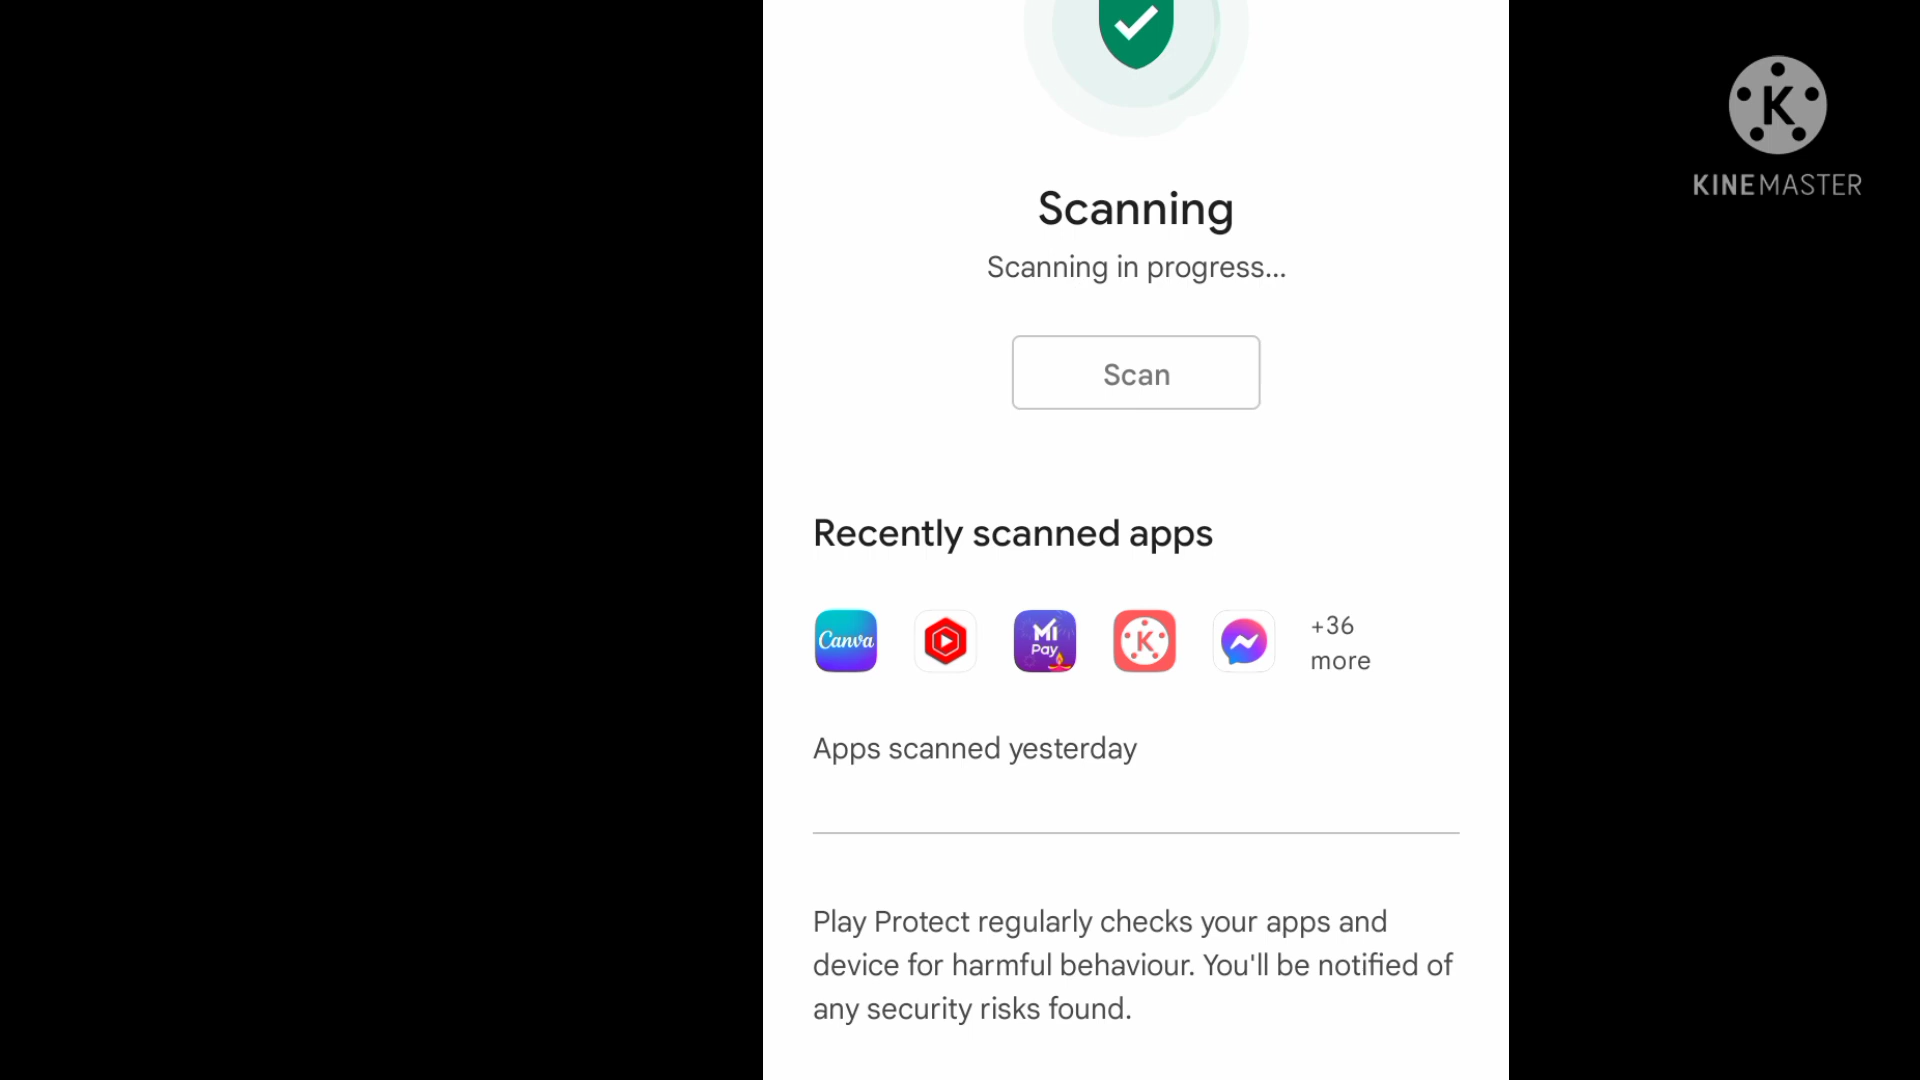 K
KINEMASTER
Scanning
Scanning in progress...
Scan
Recently scanned apps
Canva
Mi
Pay
K
+36
more
Apps scanned yesterday
Play Protect regularly checks your apps and
device for harmful behaviour. You'll be notified of
any security risks found.